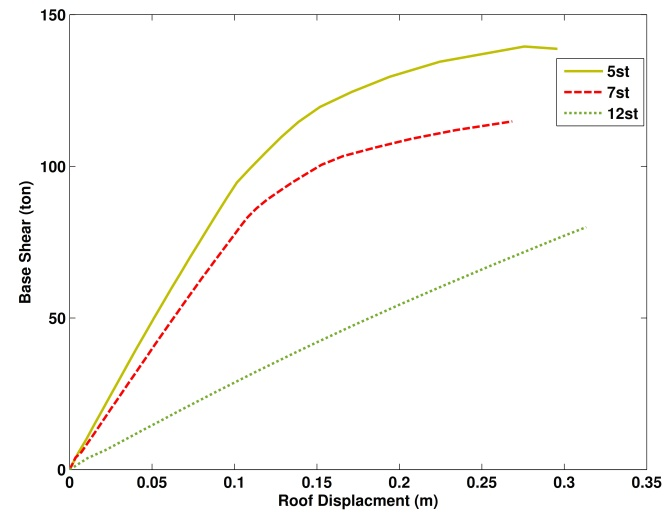 150
100
50
0
Base Shear (ton)
5st
7st
12st
0 0.05 0.1 0.15 0.2 0.25 0.3 0.35
Roof Displacment (m)